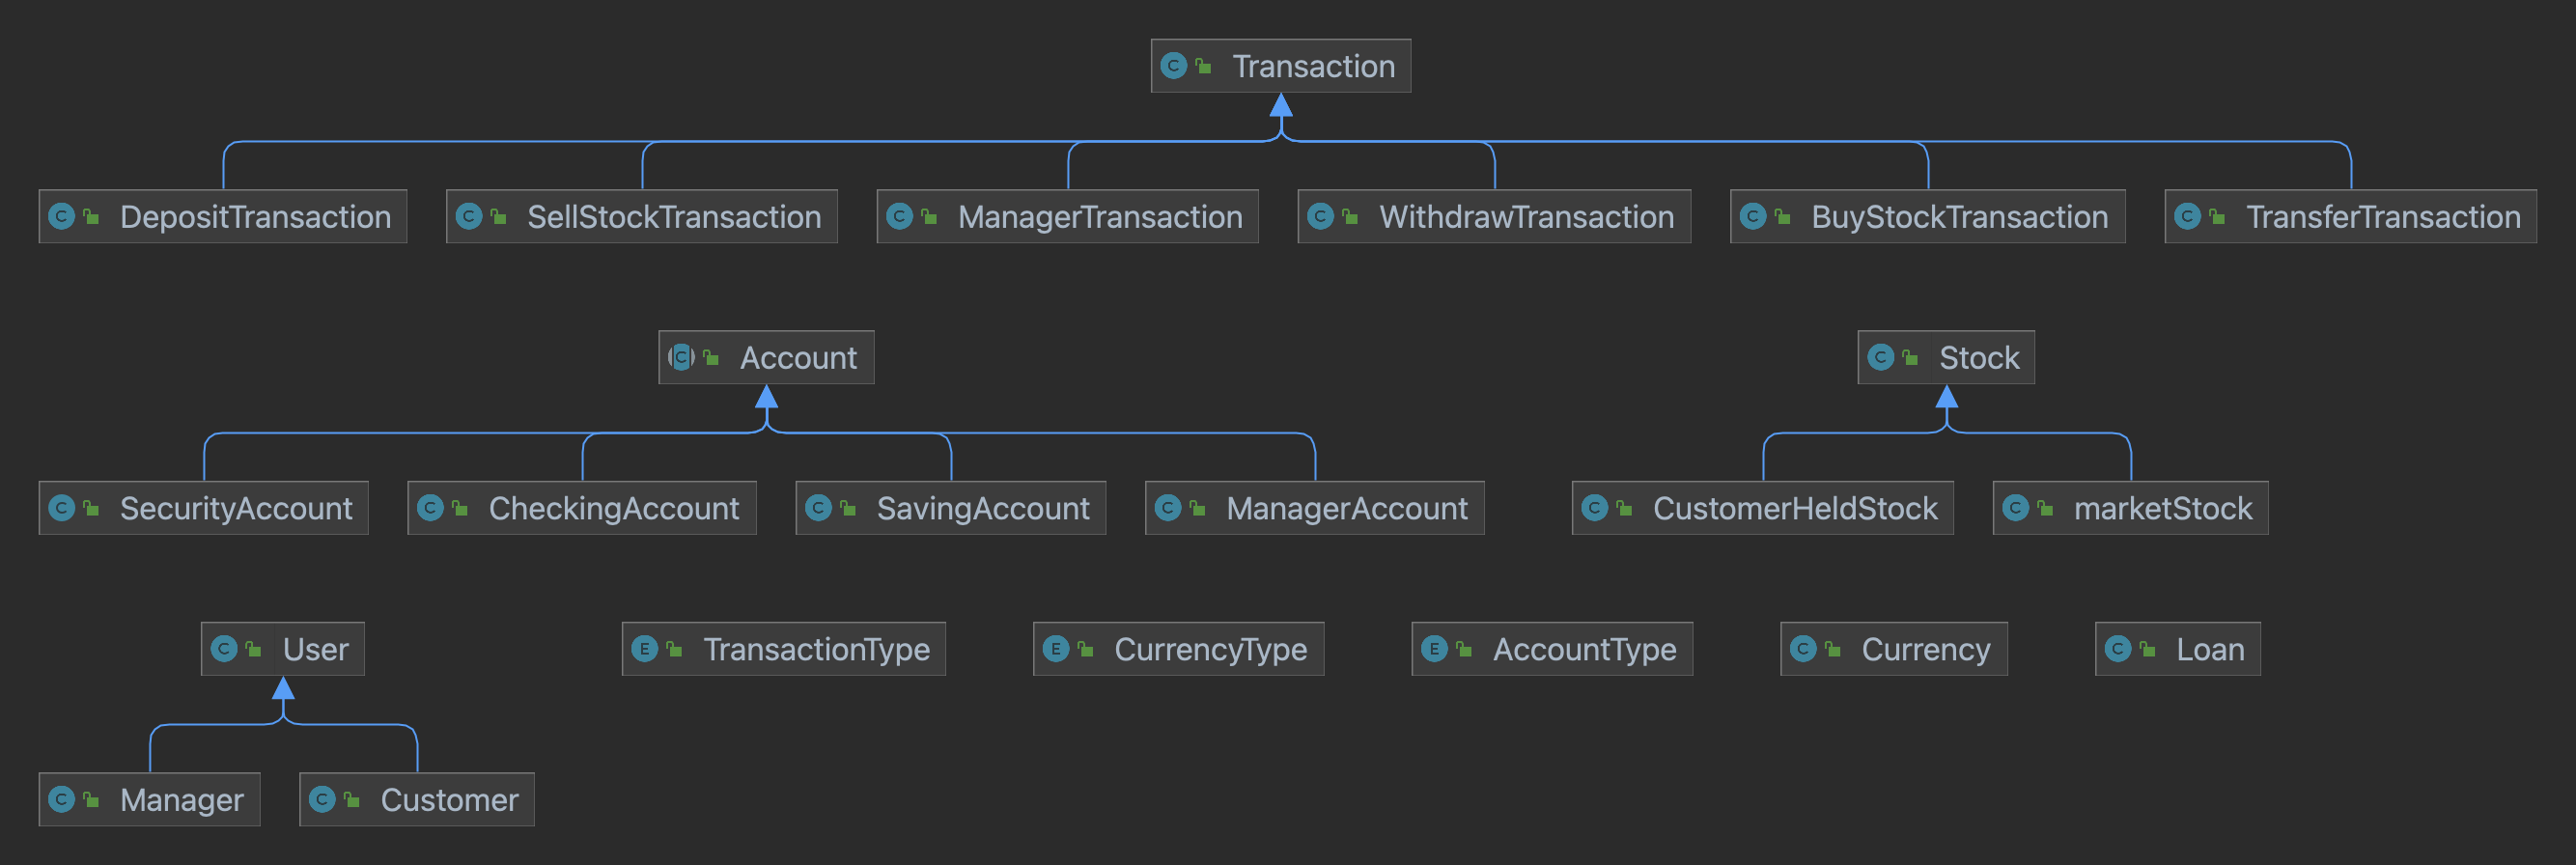 C Transaction
C DepositTransaction C SellStockTransaction C ManagerTransaction C WithdrawTransaction C BuyStockTransaction C TransferTransaction
C Account C Stock
C SecurityAccount C CheckingAccount C SavingAccount C ManagerAccount C CustomerHeldStock C marketStock
C User E TransactionType E CurrencyType E AccountType C Currency C Loan
C Manager C Customer